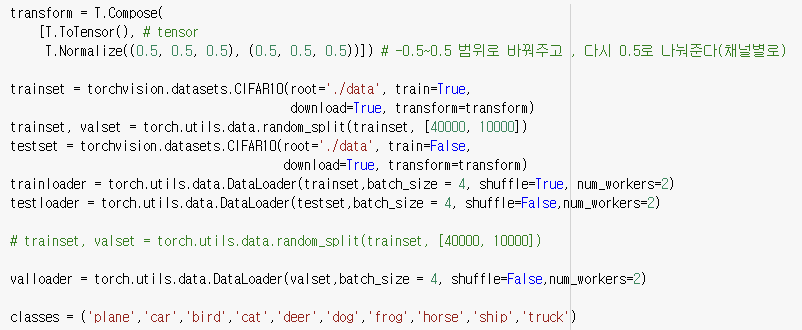 transform = T.Compose(
    [T.ToTensor(), # tensor
     T.Normalize((0.5, 0.5, 0.5), (0.5, 0.5, 0.5))]) # -0.5~0.5 범위로 바꿔주고 , 다시 0.5로 나눠준다(채널별로)

trainset = torchvision.datasets.CIFAR10(root='./data', train=True,
                                        download=True, transform=transform)
trainset, valset = torch.utils.data.random_split(trainset, [40000, 10000])
testset = torchvision.datasets.CIFAR10(root='./data', train=False,
                                       download=True, transform=transform)
trainloader = torch.utils.data.DataLoader(trainset,batch_size = 4, shuffle=True, num_workers=2)
testloader = torch.utils.data.DataLoader(testset,batch_size = 4, shuffle=False,num_workers=2)

# trainset, valset = torch.utils.data.random_split(trainset, [40000, 10000])

valloader = torch.utils.data.DataLoader(valset,batch_size = 4, shuffle=False,num_workers=2)

classes = ('plane','car','bird','cat','deer','dog','frog','horse','ship','truck')